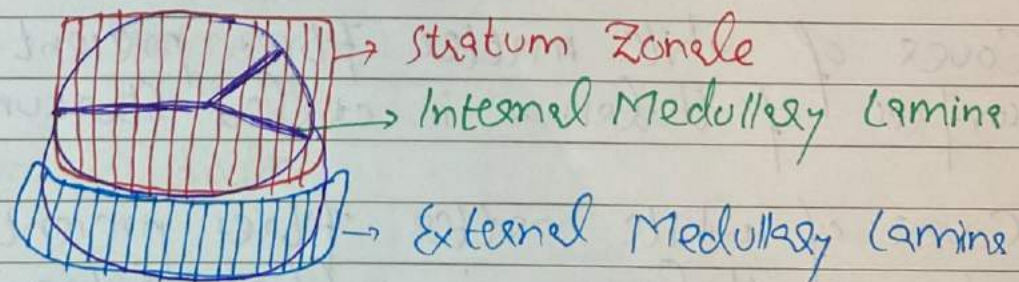 → Stratum Zonale
→ Internal Medullary Lamina
→ External Medullary Lamina